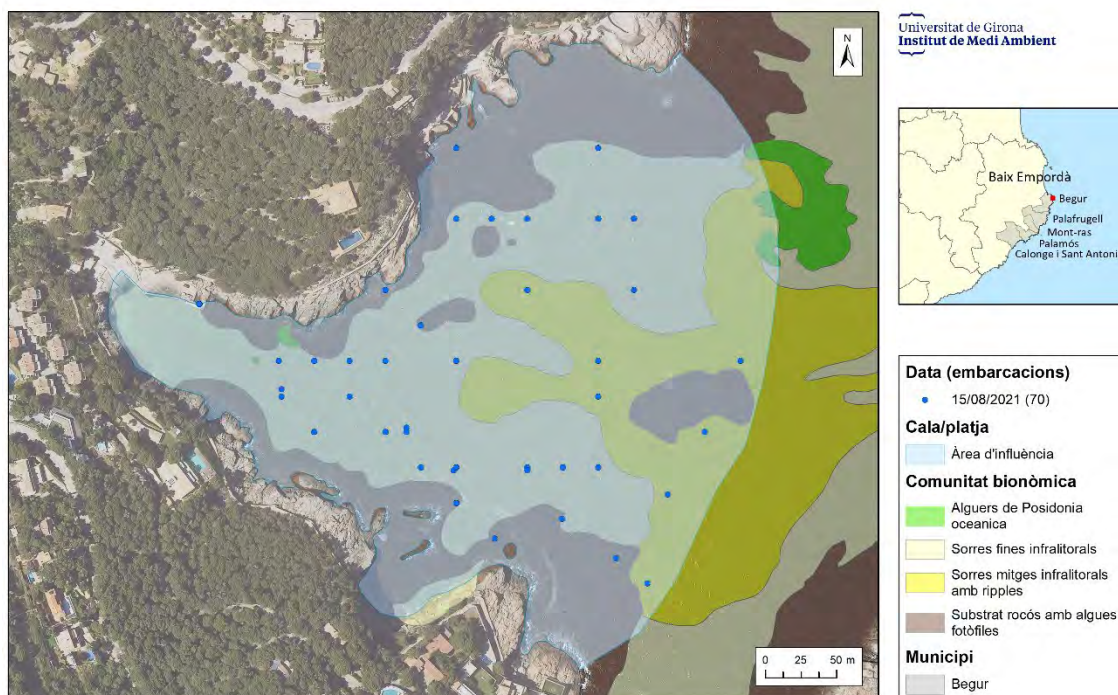 N
0 25 50 m
Universitat de Girona
Institut de Medi Ambient
Baix Empordà
Begur
Palafrugell
Mont-ras
Palamós
Calonge i Sant Antoni
Data (embarcacions)
15/08/2021 (70)
Cala/platja
Àrea d'influència
Comunitat bionòmica
Alguers de Posidonia
oceanica
Sorres fines infralitorals
Sorres mitges infralitorals
amb ripples
Substrat rocós amb algues
fotòfiles
Municipi
Begur